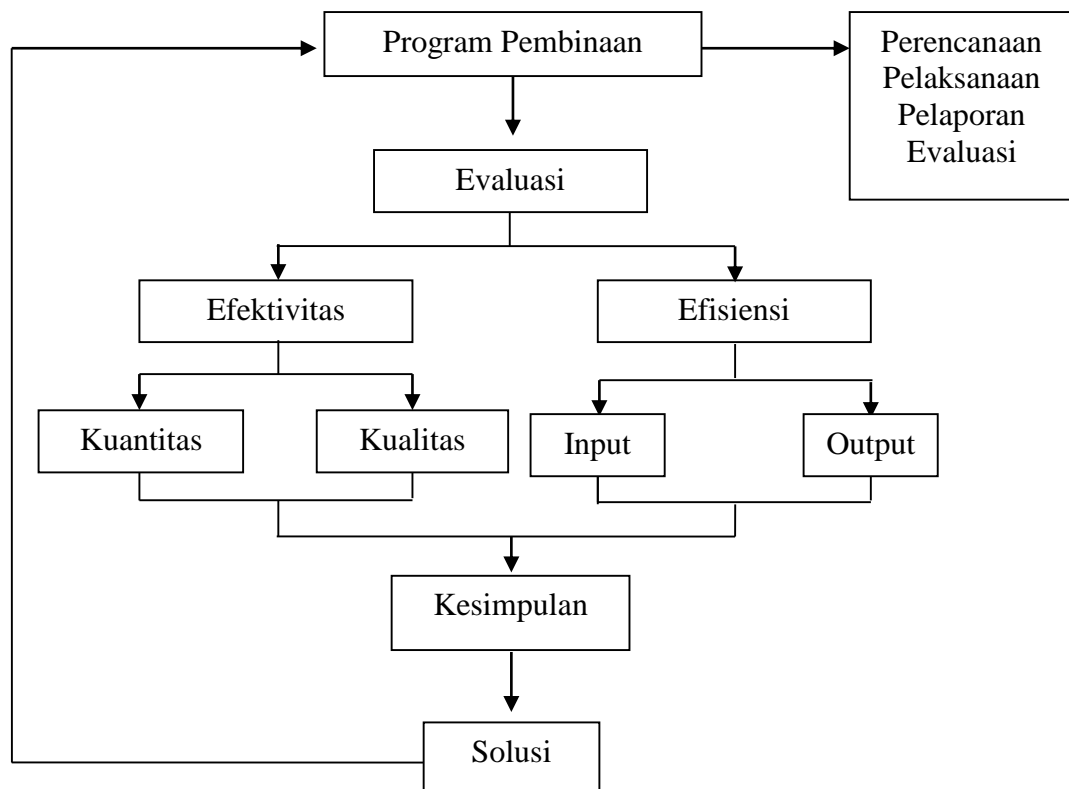 Program Pembinaan
Perencanaan
Pelaksanaan
Pelaporan
Evaluasi
Evaluasi
Efektivitas
Efisiensi
Kuantitas
Kualitas
Input
Output
Kesimpulan
Solusi